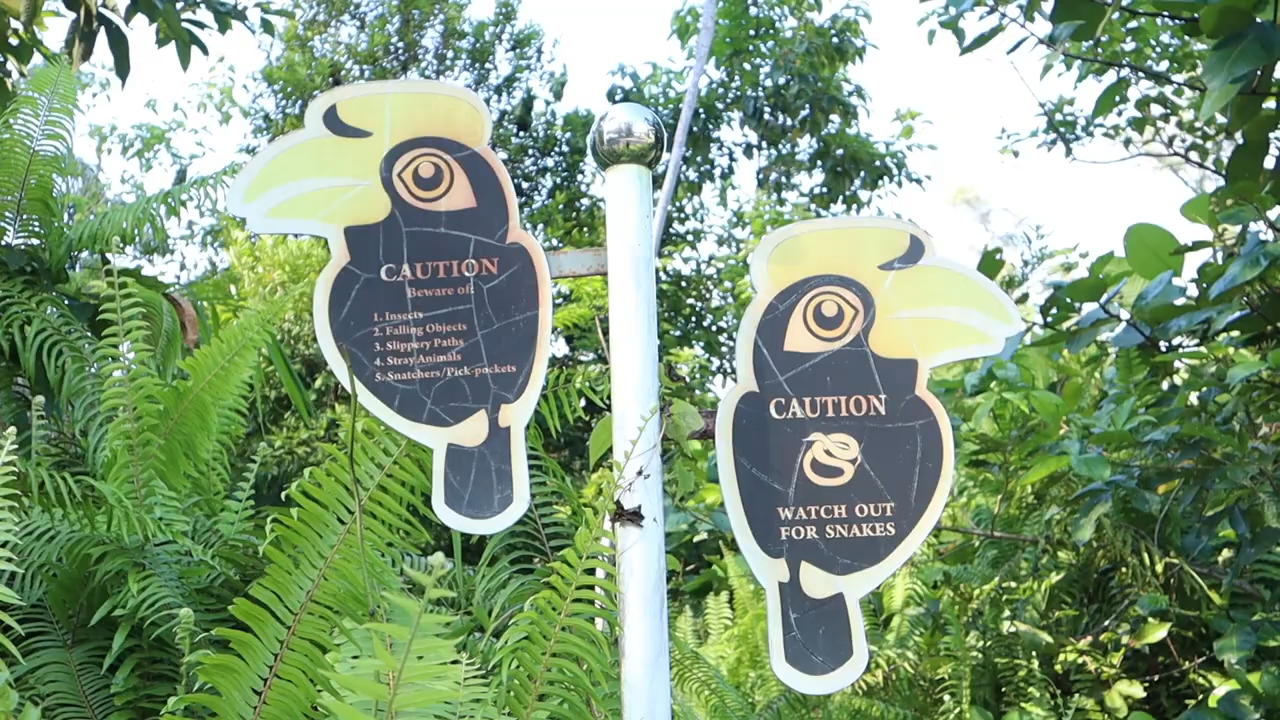 CAUTION
Beware of:
1. Insects
2. Falling Objects
3. Slippery Paths
4. Stray Animals
5. Snatchers/Pick-pockets
CAUTION
WATCH OUT
FOR SNAKES